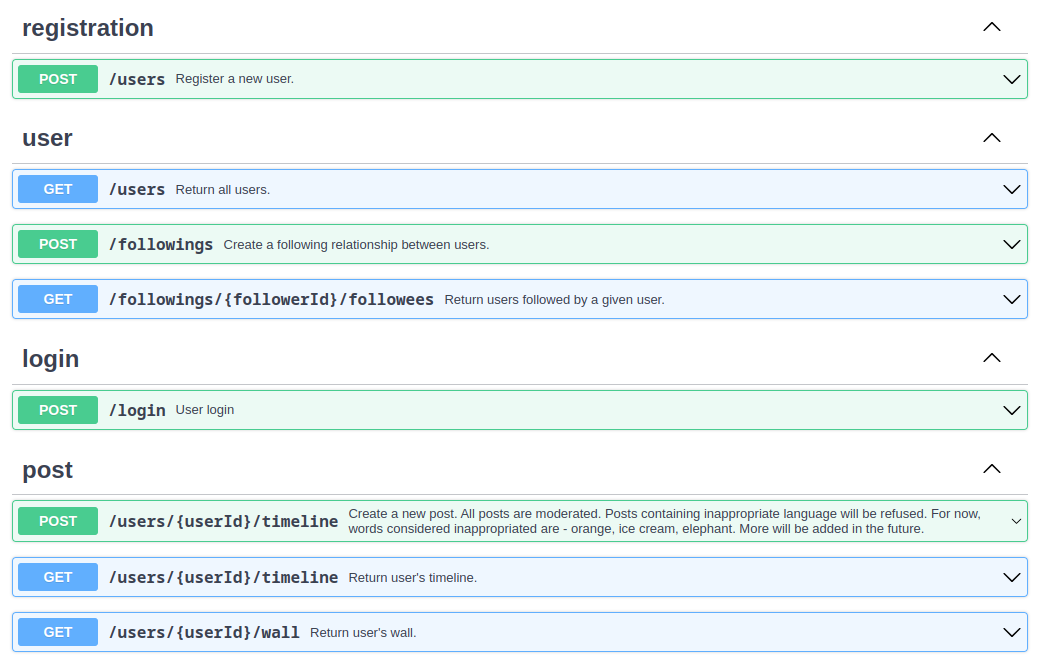 registration
POST /users Register a new user.
user
GET /users Return all users.
POST /followings Create a following relationship between users.
GET /followings/{followerId}/followees Return users followed by a given user.
login
POST /login User login
post
POST /users/{userId}/timeline Create a new post. All posts are moderated. Posts containing inappropriate language will be refused. For now,
words considered inappropriated are - orange, ice cream, elephant. More will be added in the future.
GET /users/{userId}/timeline Return user's timeline.
GET /users/{userId}/wall Return user's wall.